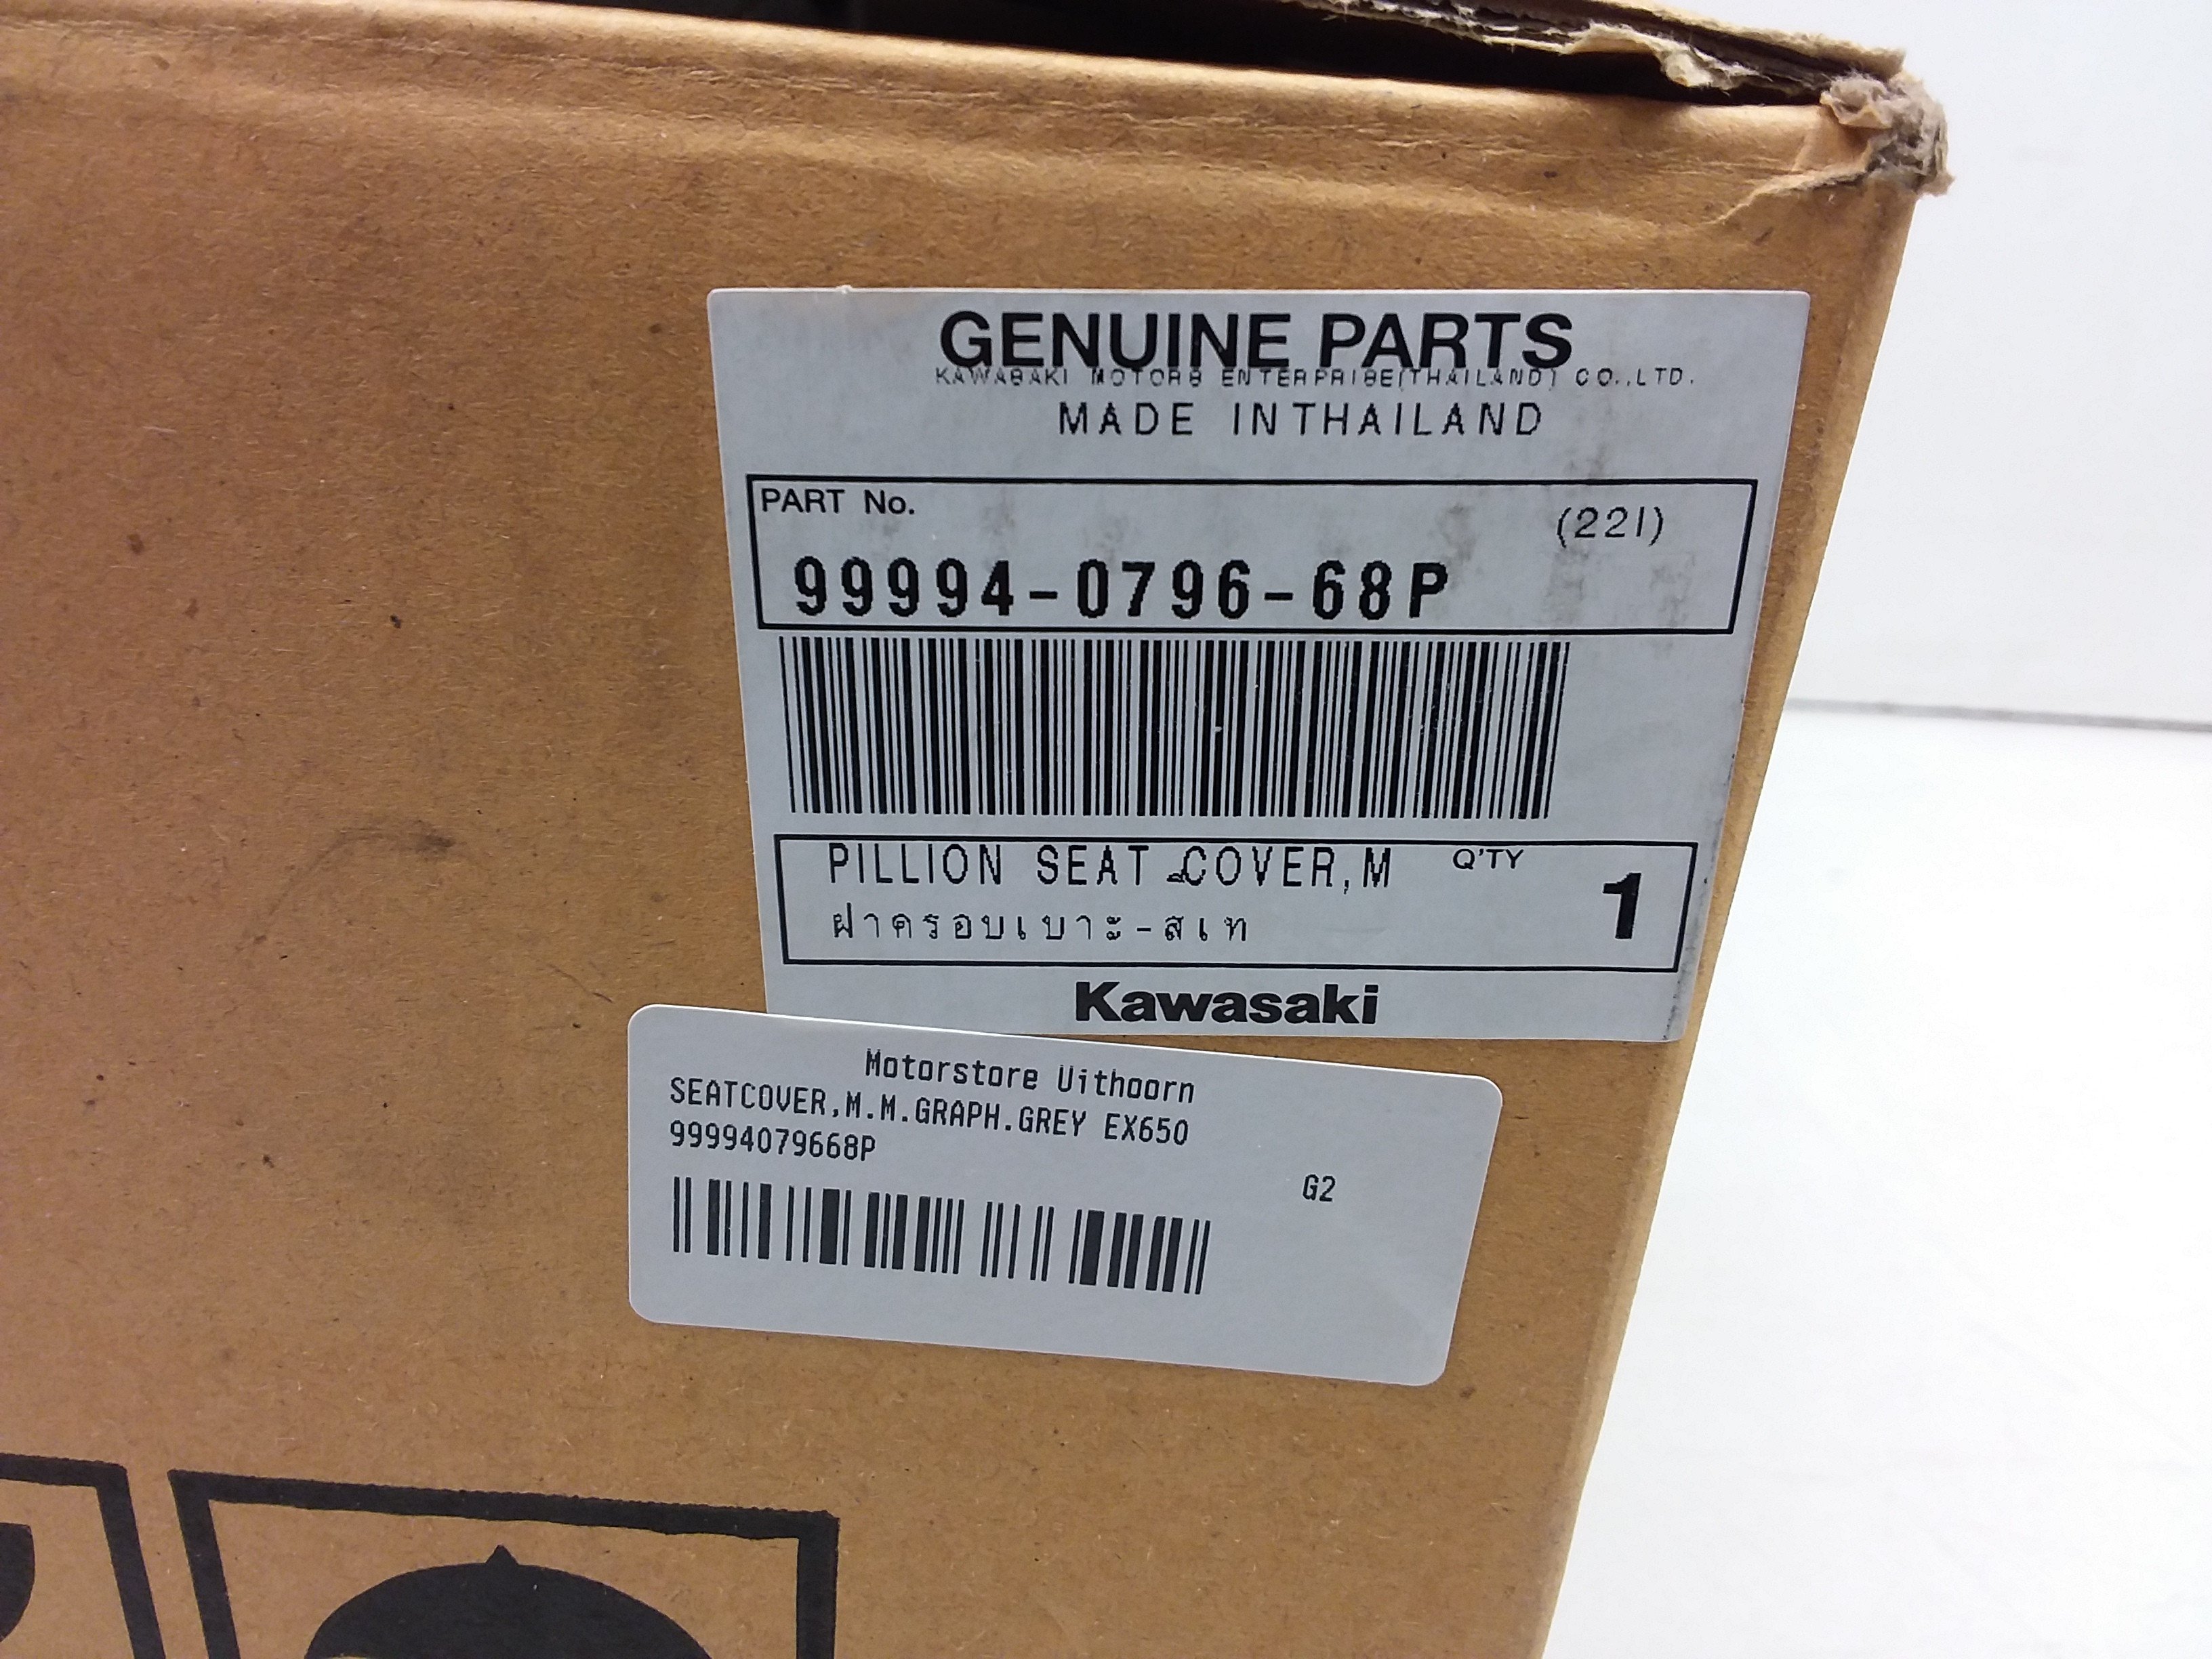 GENUINE PARTS
KAWASAKI MOTORS ENTERPRISE(THAILAND) CO.,LTD.
MADE IN THAILAND
PART No.
(221)
99994-0796-68P
PILLION SEAT COVER,M Q'TY
ฝาครอบเบาะ-สเท
1
Kawasaki
Motorstore Uithoorn
SEATCOVER,M.M.GRAPH.GREY EX650
99994079668P
G2